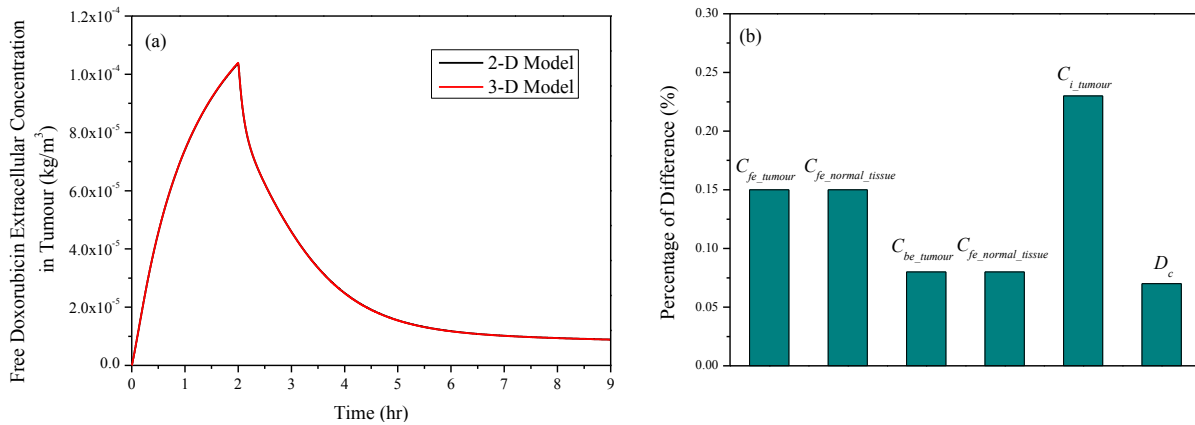 (a)
2-D Model
3-D Model
Free Doxorubicin Extracellular Concentration
in Tumour (kg/m³)
1.2x10⁻⁴
1.0x10⁻⁴
8.0x10⁻⁵
6.0x10⁻⁵
4.0x10⁻⁵
2.0x10⁻⁵
0.0
0 1 2 3 4 5 6 7 8 9
Time (hr)
(b)
Percentage of Difference (%)
0.30
0.25
0.20
0.15
0.10
0.05
0.00
C_fe_tumour
C_fe_normal_tissue
C_be_tumour
C_fe_normal_tissue
C_i_tumour
D_c